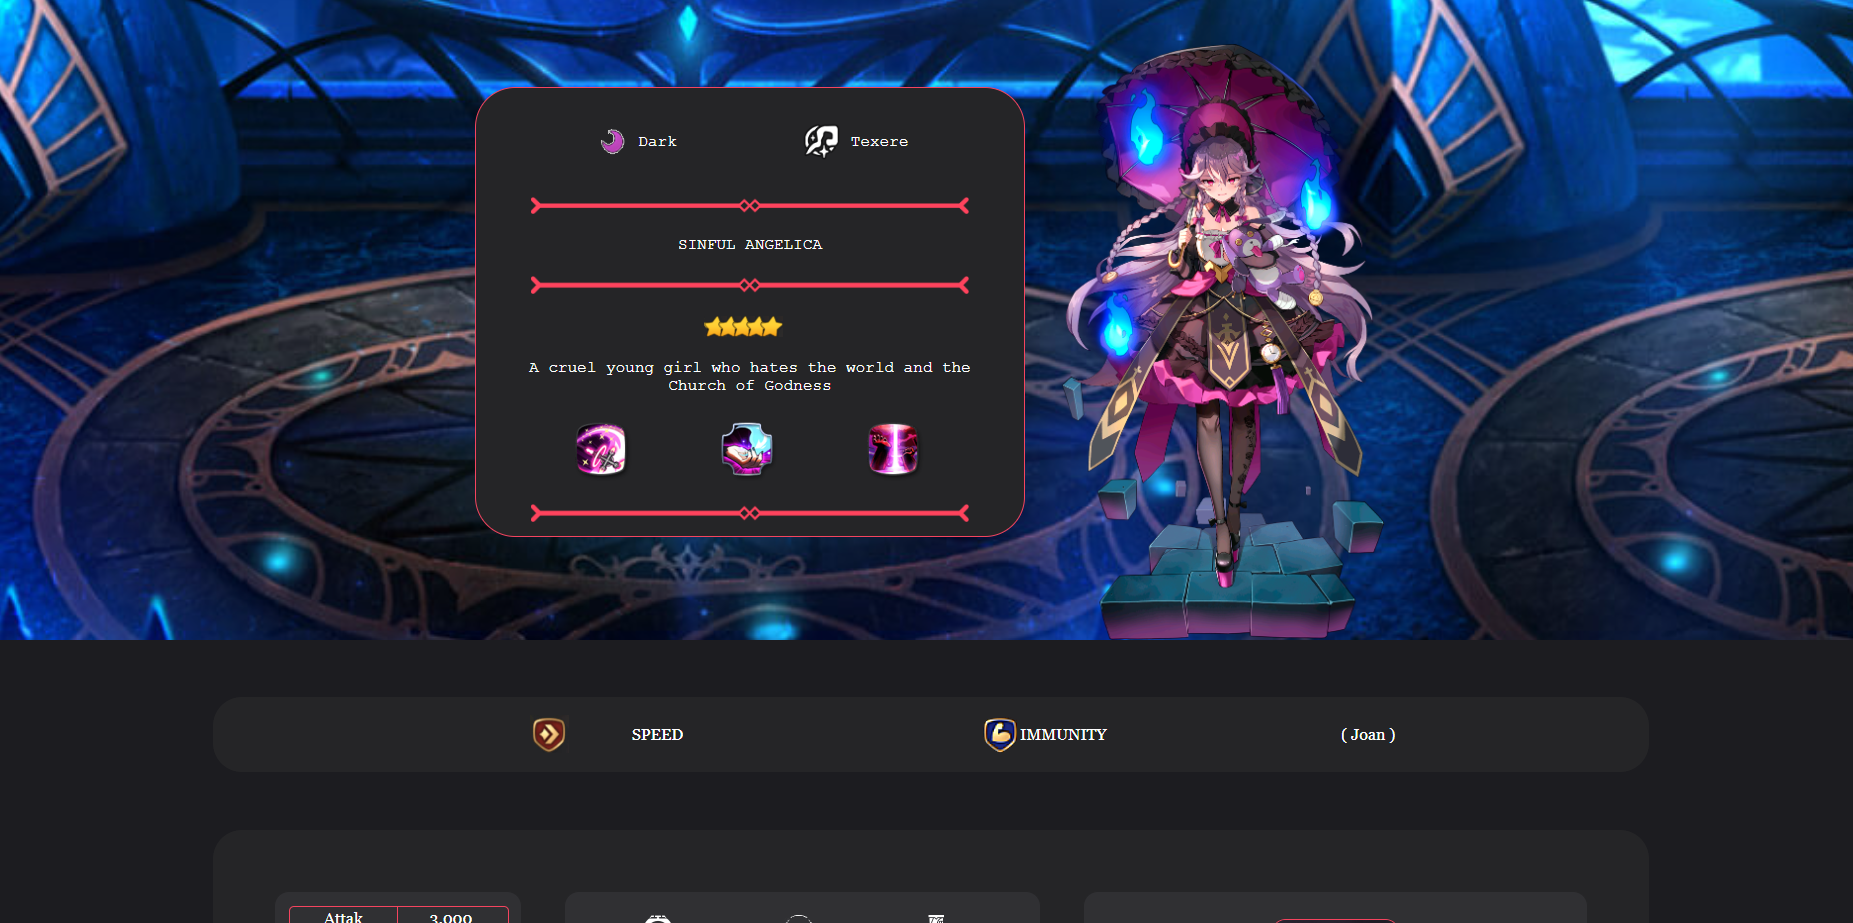 Dark
Texere
SINFUL ANGELICA
A cruel young girl who hates the world and the
Church of Godness
SPEED
IMMUNITY
( Joan )
Attak
3,000